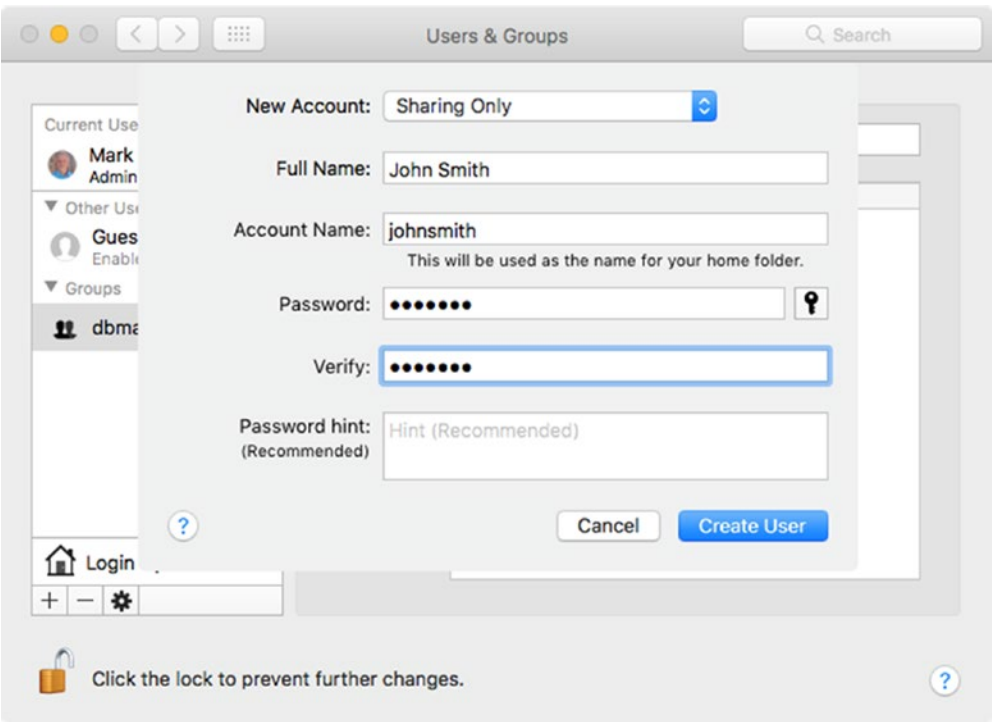 Users & Groups
Search
New Account: Sharing Only
Current Use
Mark
Admin
Full Name: John Smith
Other Use
Gues
Enable
Account Name: johnsmith
This will be used as the name for your home folder.
Groups
dbma
Password: •••••••
Verify: •••••••
Password hint: Hint (Recommended)
(Recommended)
? Cancel Create User
Login
Click the lock to prevent further changes. ?